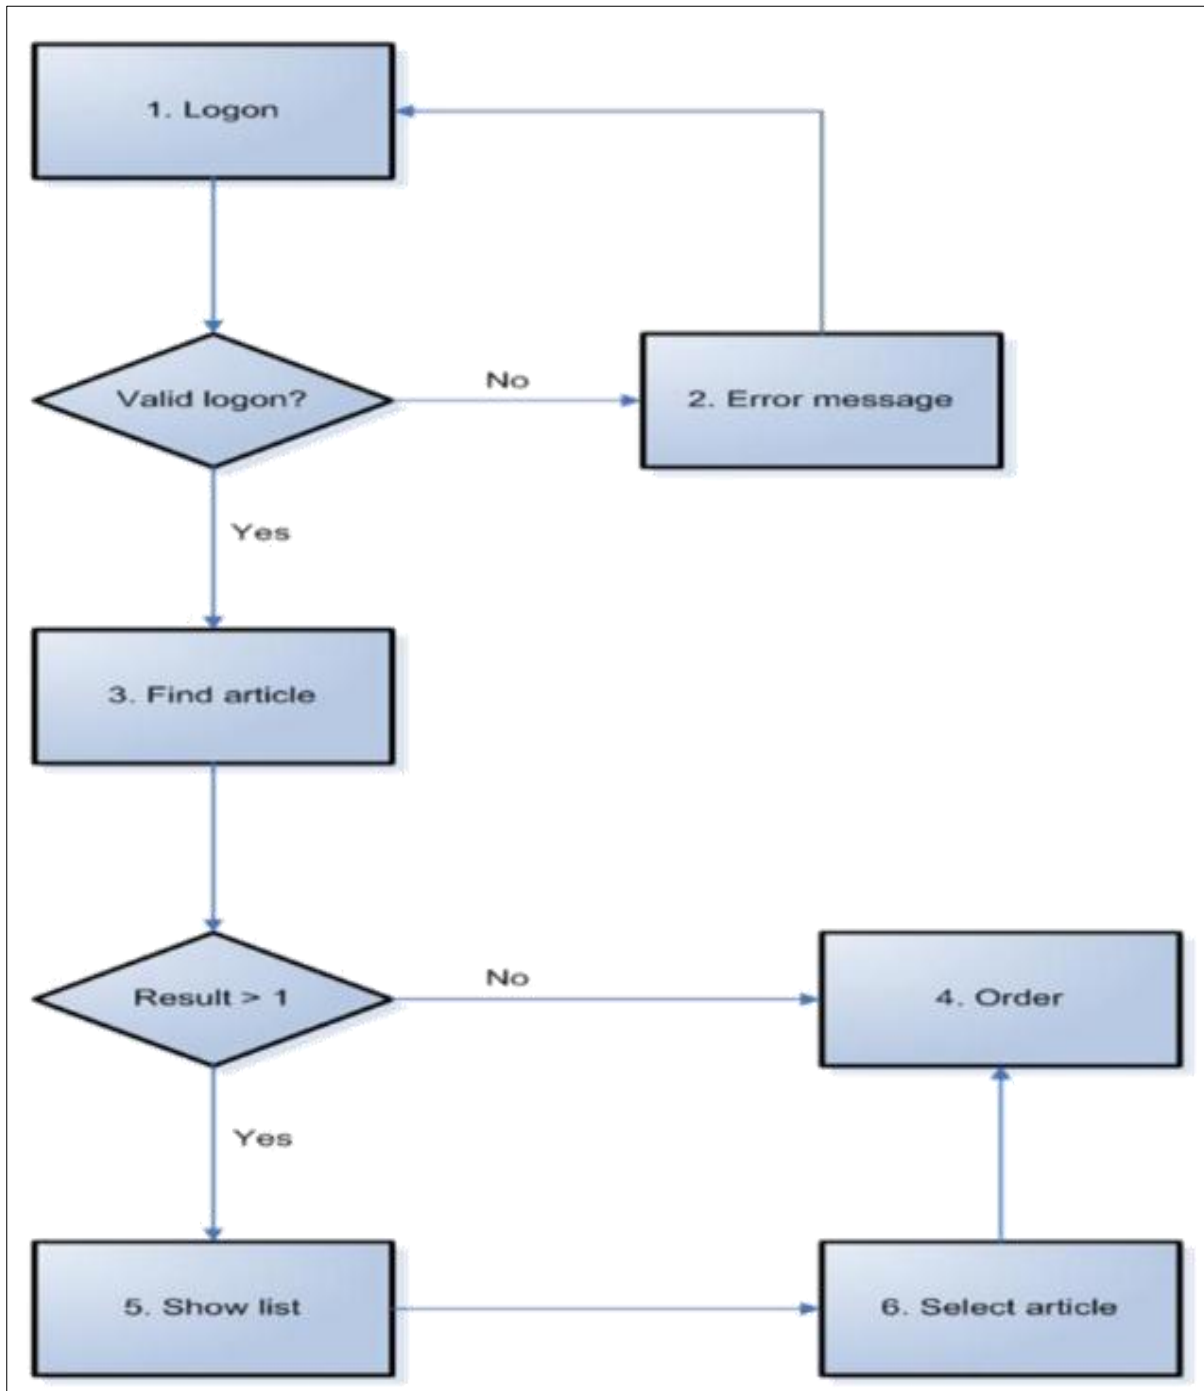 1. Logon
Valid logon?
No
2. Error message
Yes
3. Find article
Result > 1
No
4. Order
Yes
5. Show list
6. Select article